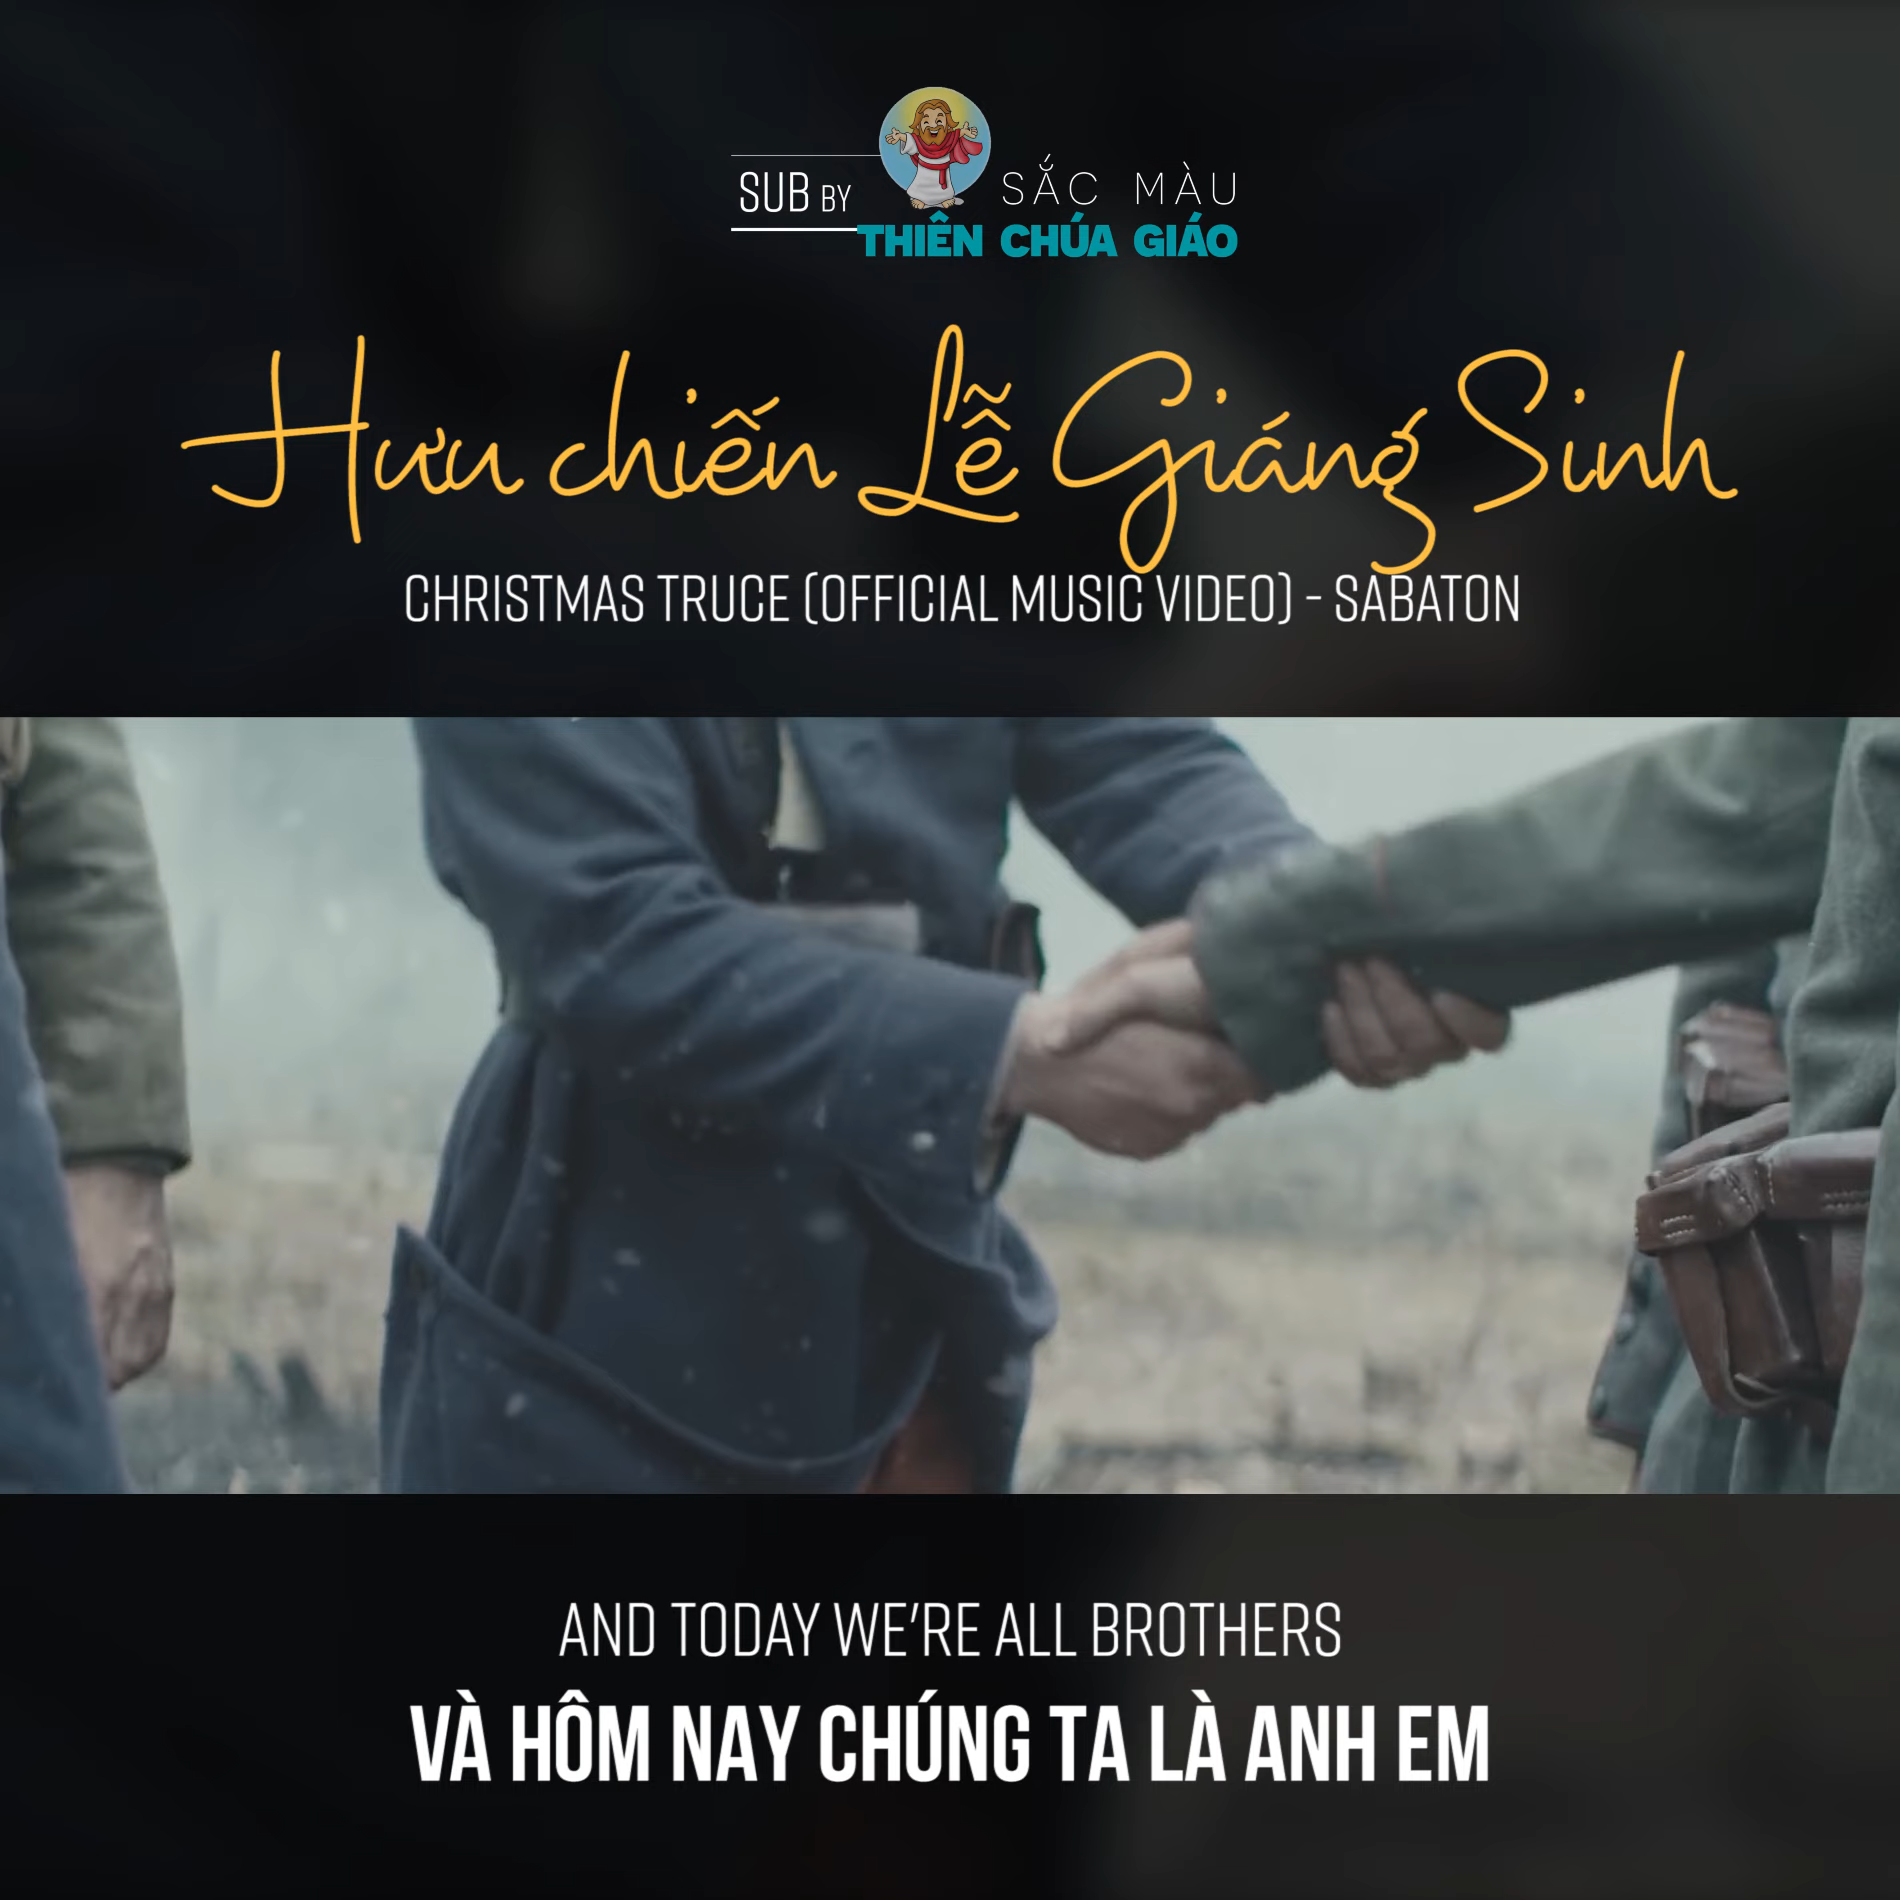 SUB BY SẮC MÀU
THIÊN CHÚA GIÁO
Hưu chiến Lễ Giáng Sinh
CHRISTMAS TRUCE (OFFICIAL MUSIC VIDEO) - SABATON
AND TODAY WE'RE ALL BROTHERS
VÀ HÔM NAY CHÚNG TA LÀ ANH EM